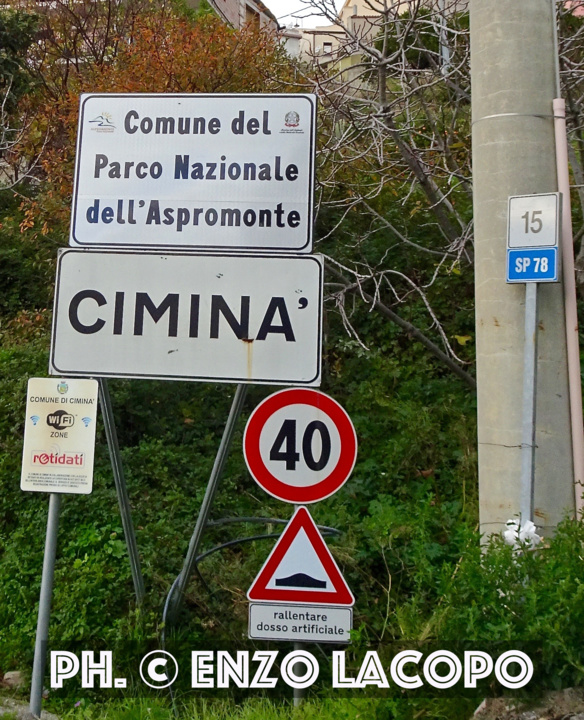 Comune del
Parco Nazionale
dell'Aspromonte
CIMINA'
COMUNE DI CIMINA'
WiFi
ZONE
retidati
40
rallentare
dosso artificiale
15
SP 78
PH. © ENZO LACOPO